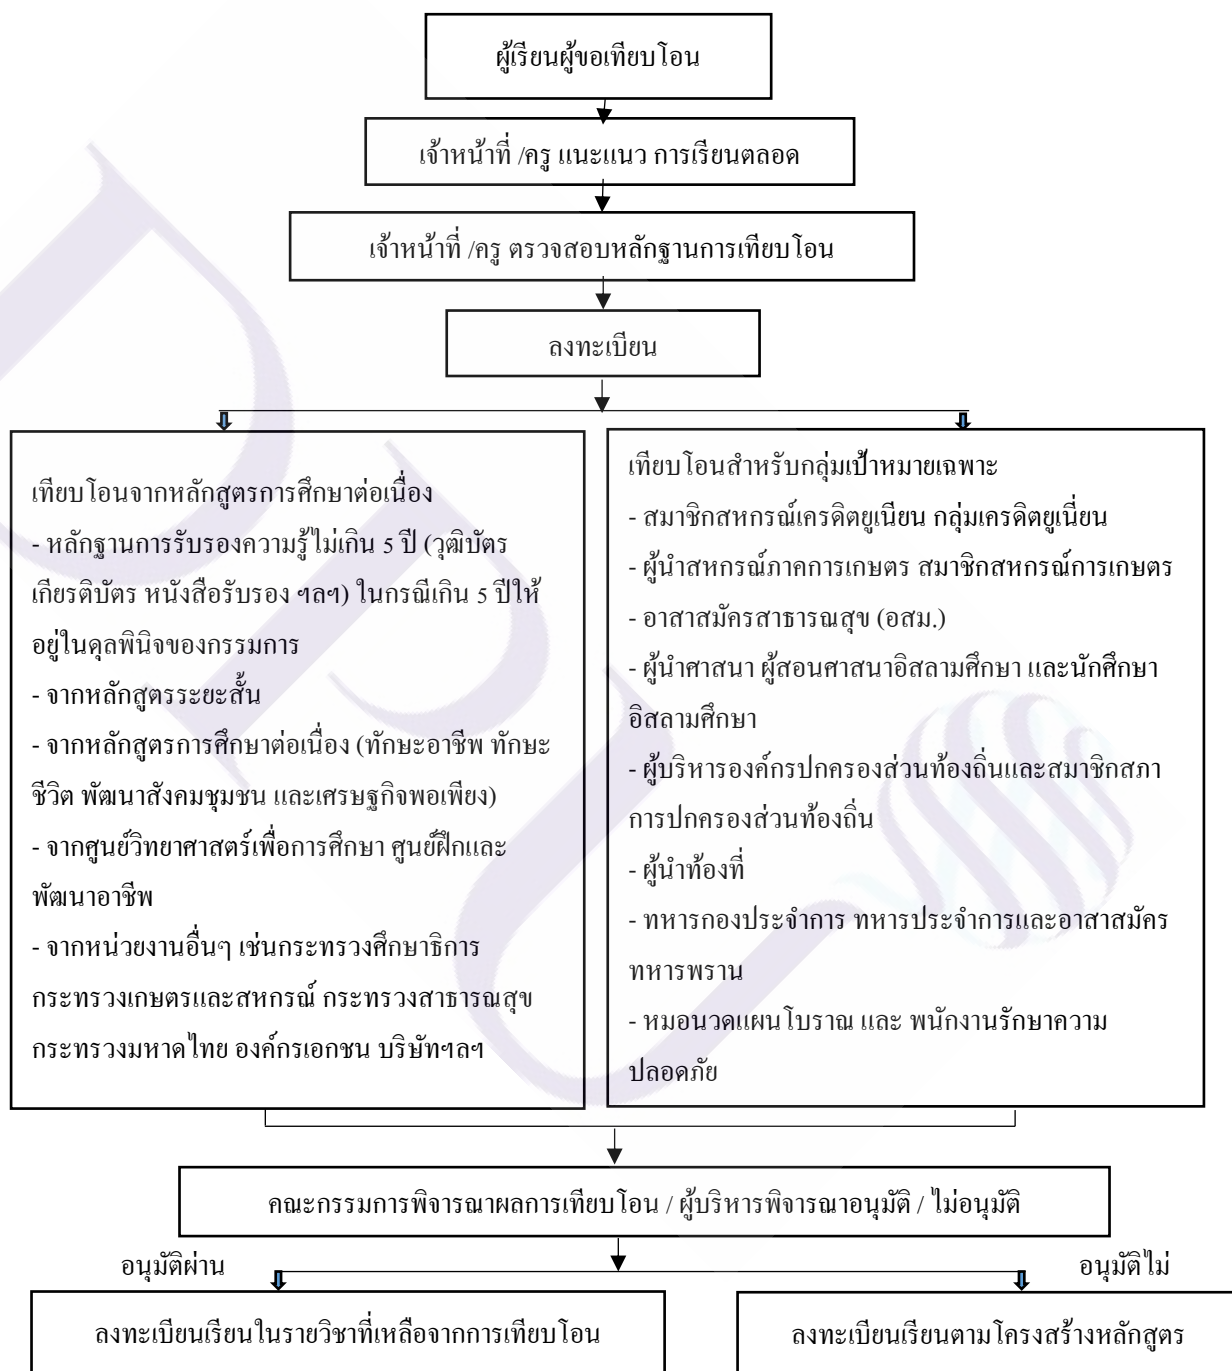 ผู้เรียนผู้ขอเทียบโอน
เจ้าหน้าที่ /ครู แนะแนว การเรียนตลอด
เจ้าหน้าที่ /ครู ตรวจสอบหลักฐานการเทียบโอน
ลงทะเบียน
เทียบโอนจากหลักสูตรการศึกษาต่อเนื่อง
- หลักฐานการรับรองความรู้ไม่เกิน 5 ปี (วุฒิบัตร
เกียรติบัตร หนังสือรับรอง ฯลฯ) ในกรณีเกิน 5 ปีให้
อยู่ในดุลพินิจของกรรมการ
- จากหลักสูตรระยะสั้น
- จากหลักสูตรการศึกษาต่อเนื่อง (ทักษะอาชีพ ทักษะ
ชีวิต พัฒนาสังคมชุมชน และเศรษฐกิจพอเพียง)
- จากศูนย์วิทยาศาสตร์เพื่อการศึกษา ศูนย์ฝึกและ
พัฒนาอาชีพ
- จากหน่วยงานอื่นๆ เช่นกระทรวงศึกษาธิการ
กระทรวงเกษตรและสหกรณ์ กระทรวงสาธารณสุข
กระทรวงมหาดไทย องค์กรเอกชน บริษัทฯลฯ
เทียบโอนสำหรับกลุ่มเป้าหมายเฉพาะ
- สมาชิกสหกรณ์เครดิตยูเนียน กลุ่มเครดิตยูเนี่ยน
- ผู้นำสหกรณ์ภาคการเกษตร สมาชิกสหกรณ์การเกษตร
- อาสาสมัครสาธารณสุข (อสม.)
- ผู้นำศาสนา ผู้สอนศาสนาอิสลามศึกษา และนักศึกษา
อิสลามศึกษา
- ผู้บริหารองค์กรปกครองส่วนท้องถิ่นและสมาชิกสภา
การปกครองส่วนท้องถิ่น
- ผู้นำท้องที่
- ทหารกองประจำการ ทหารประจำการและอาสาสมัคร
ทหารพราน
- หมอนวดแผนโบราณ และ พนักงานรักษาความ
ปลอดภัย
คณะกรรมการพิจารณาผลการเทียบโอน / ผู้บริหารพิจารณาอนุมัติ / ไม่อนุมัติ
อนุมัติผ่าน
อนุมัติไม่
ลงทะเบียนเรียนในรายวิชาที่เหลือจากการเทียบโอน
ลงทะเบียนเรียนตามโครงสร้างหลักสูตร
DPU